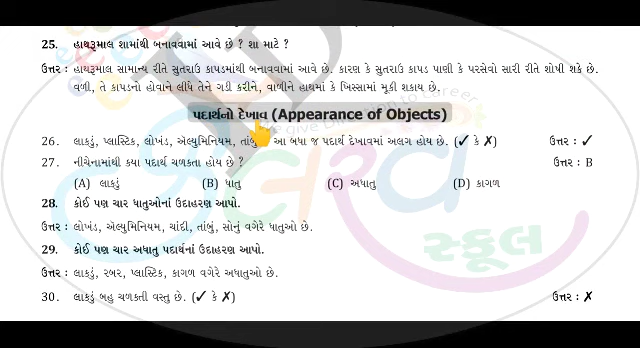 25. હાથરૂમાલ શામાંથી બનાવવામાં આવે છે ? શા માટે ?
ઉત્તર : હાથરૂમાલ સામાન્ય રીતે સુતરાઉ કાપડમાંથી બનાવવામાં આવે છે. કારણ કે સુતરાઉ કાપડ પાણી કે પરસેવો સારી રીતે શોષી શકે છે.
વળી, તે કાપડનો હોવાને લીધે તેને ગડી કરીને, વાળીને હાથમાં કે ખિસ્સામાં મૂકી શકાય છે.
પદાર્થનો દેખાવ (Appearance of Objects)
26. લાકડું, પ્લાસ્ટિક, લોખંડ, ઍલ્યુમિનિયમ, તાંબું આ બધા જ પદાર્થ દેખાવમાં અલગ હોય છે. (✓ કે ✗) ઉત્તર : ✓
27. નીચેનામાંથી કયા પદાર્થ ચળકતા હોય છે ? ઉત્તર : B
(A) લાકડું (B) ધાતુ (C) અધાતુ (D) કાગળ
28. કોઈ પણ ચાર ધાતુઓનાં ઉદાહરણ આપો.
ઉત્તર : લોખંડ, ઍલ્યુમિનિયમ, ચાંદી, તાંબું, સોનું વગેરે ધાતુઓ છે.
29. કોઈ પણ ચાર અધાતુ પદાર્થનાં ઉદાહરણ આપો.
ઉત્તર : લાકડું, રબર, પ્લાસ્ટિક, કાગળ વગેરે અધાતુઓ છે.
30. લાકડું બહુ ચળકતી વસ્તુ છે. (✓ કે ✗) ઉત્તર : ✗
સ્કૂલ